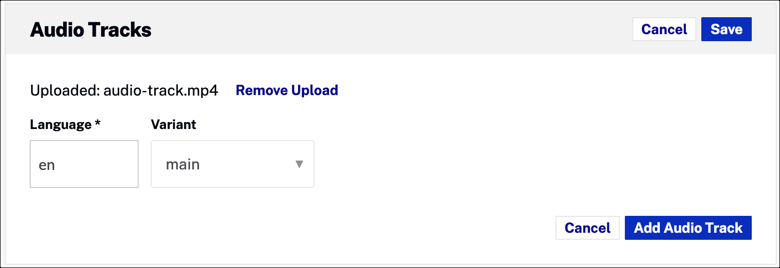 Audio Tracks
Cancel
Save
Uploaded: audio-track.mp4 Remove Upload
Language * Variant
en main
Cancel Add Audio Track